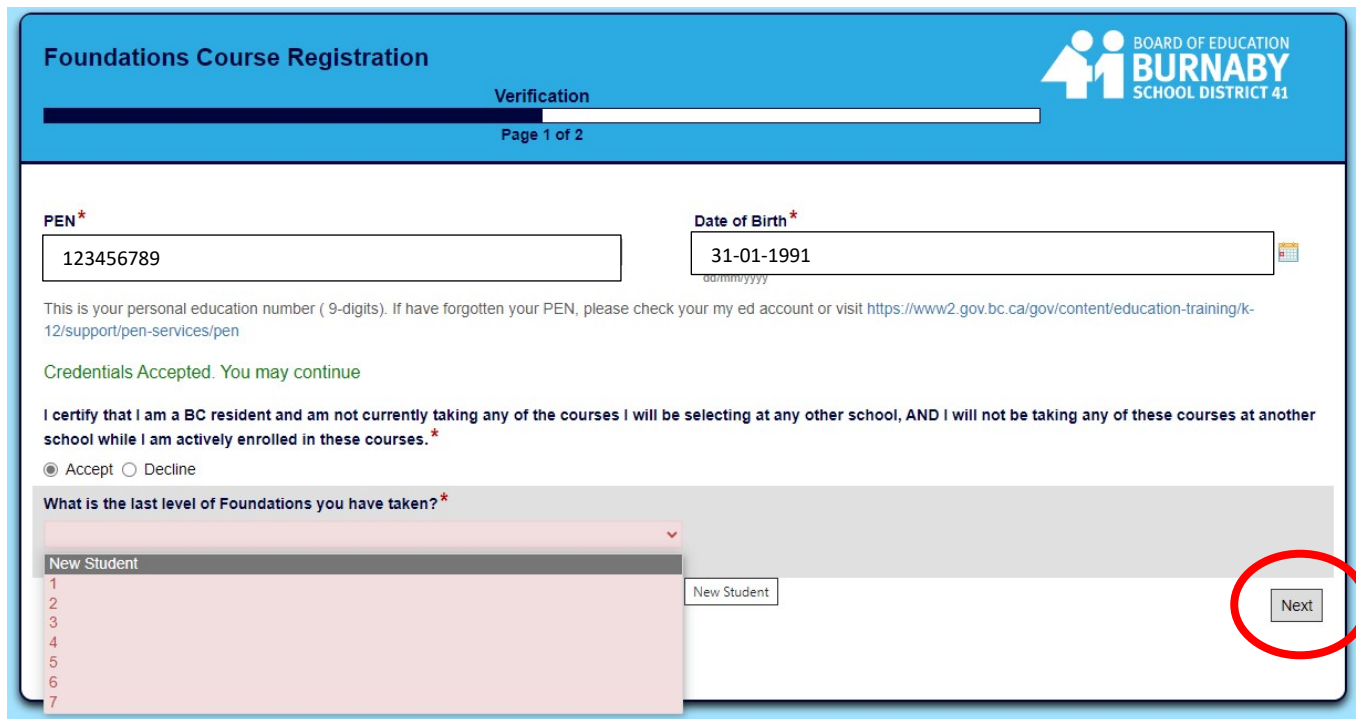 Foundations Course Registration
BOARD OF EDUCATION
BURNABY
SCHOOL DISTRICT 41
Verification
Page 1 of 2
PEN*
Date of Birth*
123456789
31-01-1991
dd/mm/yyyy
This is your personal education number ( 9-digits). If have forgotten your PEN, please check your my ed account or visit https://www2.gov.bc.ca/gov/content/education-training/k-
12/support/pen-services/pen
Credentials Accepted. You may continue
I certify that I am a BC resident and am not currently taking any of the courses I will be selecting at any other school, AND I will not be taking any of these courses at another
school while I am actively enrolled in these courses.*
Accept Decline
What is the last level of Foundations you have taken?*
New Student
1
2
3
4
5
6
7
New Student
Next